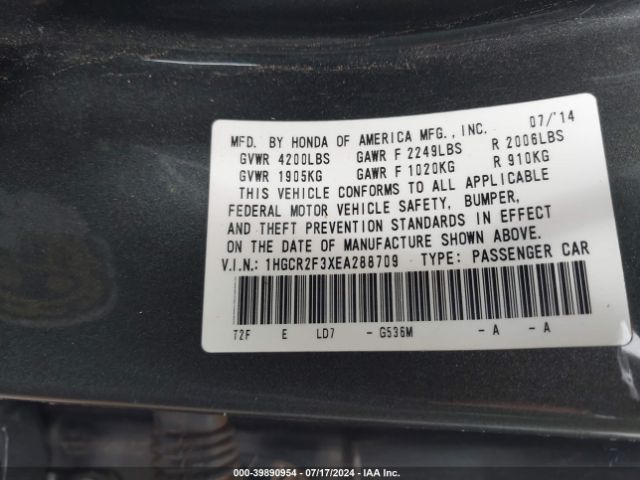 07/'14
MFD. BY HONDA OF AMERICA MFG., INC.
GVWR 4200LBS GAWR F 2249LBS R 2006LBS
GVWR 1905KG GAWR F 1020KG R 910KG
THIS VEHICLE CONFORMS TO ALL APPLICABLE
FEDERAL MOTOR VEHICLE SAFETY, BUMPER,
AND THEFT PREVENTION STANDARDS IN EFFECT
ON THE DATE OF MANUFACTURE SHOWN ABOVE.
V.I.N.: 1HGCR2F3XEA288709 TYPE: PASSENGER CAR
T2F E LD7 - G536M - A - A
000-39890954 - 07/17/2024 - IAA Inc.